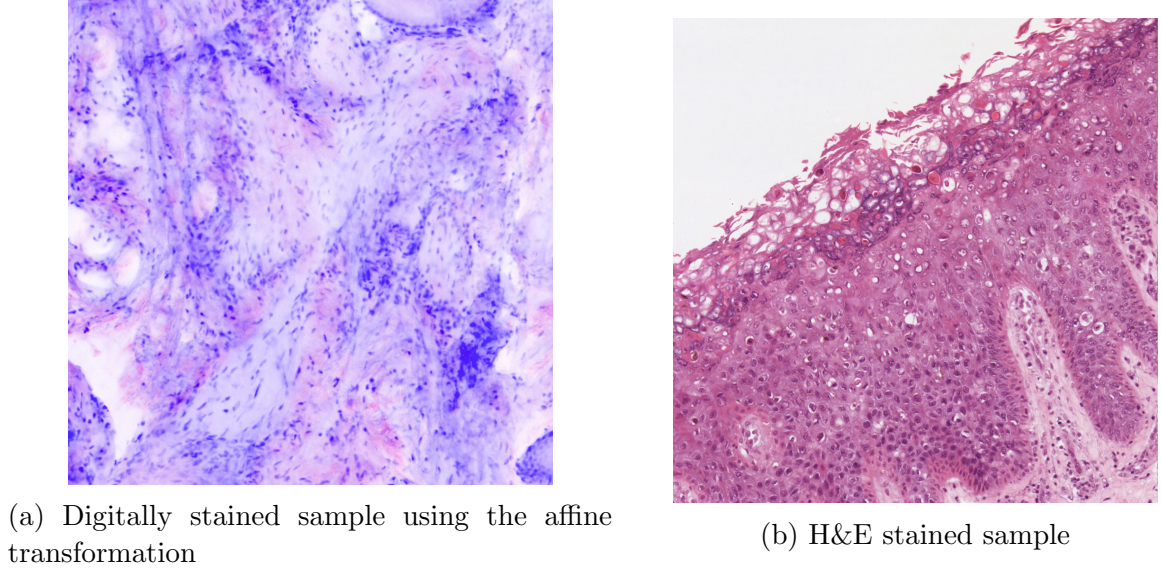 (a) Digitally stained sample using the affine
transformation
(b) H&E stained sample